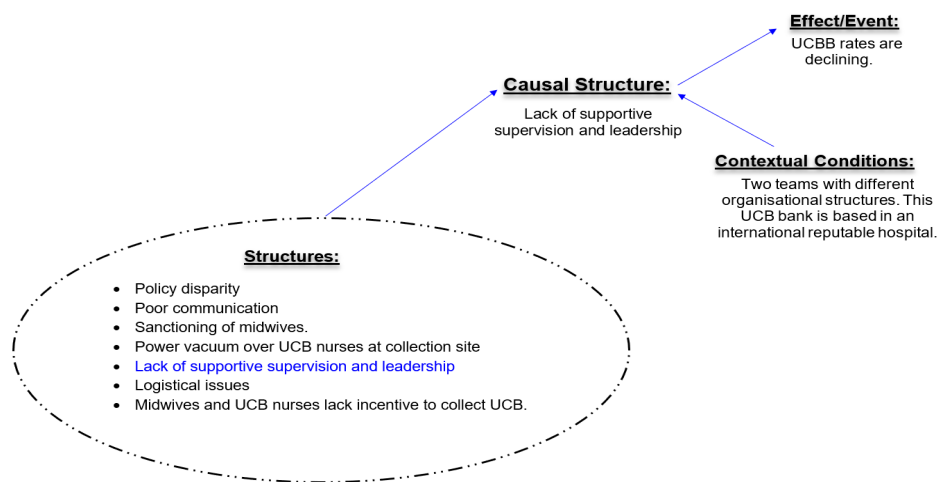 Effect/Event:
UCBB rates are
declining.
Causal Structure:
Lack of supportive
supervision and leadership
Contextual Conditions:
Two teams with different
organisational structures. This
UCB bank is based in an
international reputable hospital.
Structures:
• Policy disparity
• Poor communication
• Sanctioning of midwives.
• Power vacuum over UCB nurses at collection site
• Lack of supportive supervision and leadership
• Logistical issues
• Midwives and UCB nurses lack incentive to collect UCB.